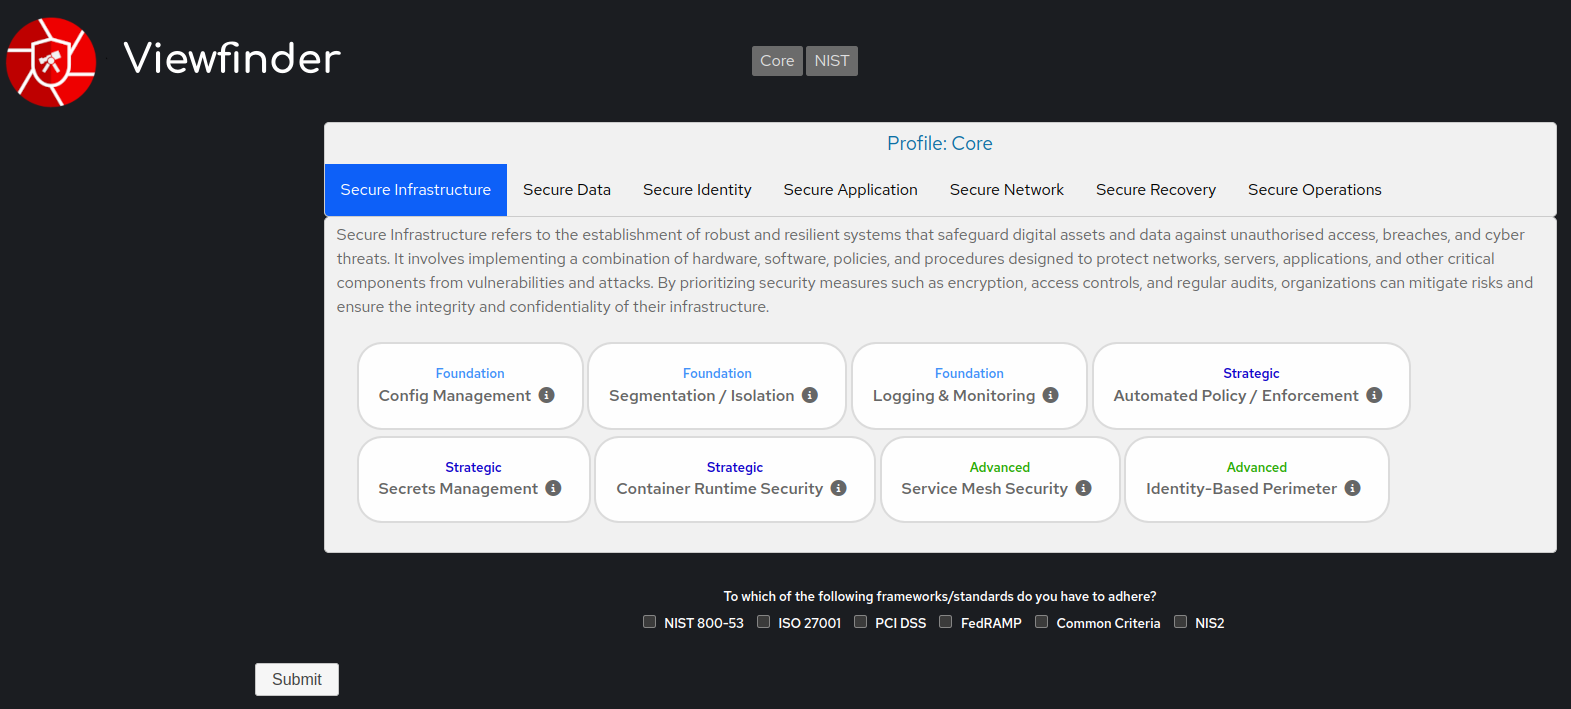 Viewfinder
Core NIST
Profile: Core
Secure Infrastructure Secure Data Secure Identity Secure Application Secure Network Secure Recovery Secure Operations
Secure Infrastructure refers to the establishment of robust and resilient systems that safeguard digital assets and data against unauthorised access, breaches, and cyber
threats. It involves implementing a combination of hardware, software, policies, and procedures designed to protect networks, servers, applications, and other critical
components from vulnerabilities and attacks. By prioritizing security measures such as encryption, access controls, and regular audits, organizations can mitigate risks and
ensure the integrity and confidentiality of their infrastructure.
Foundation
Config Management
Foundation
Segmentation / Isolation
Foundation
Logging & Monitoring
Strategic
Automated Policy / Enforcement
Strategic
Secrets Management
Strategic
Container Runtime Security
Advanced
Service Mesh Security
Advanced
Identity-Based Perimeter
To which of the following frameworks/standards do you have to adhere?
NIST 800-53 ISO 27001 PCI DSS FedRAMP Common Criteria NIS2
Submit